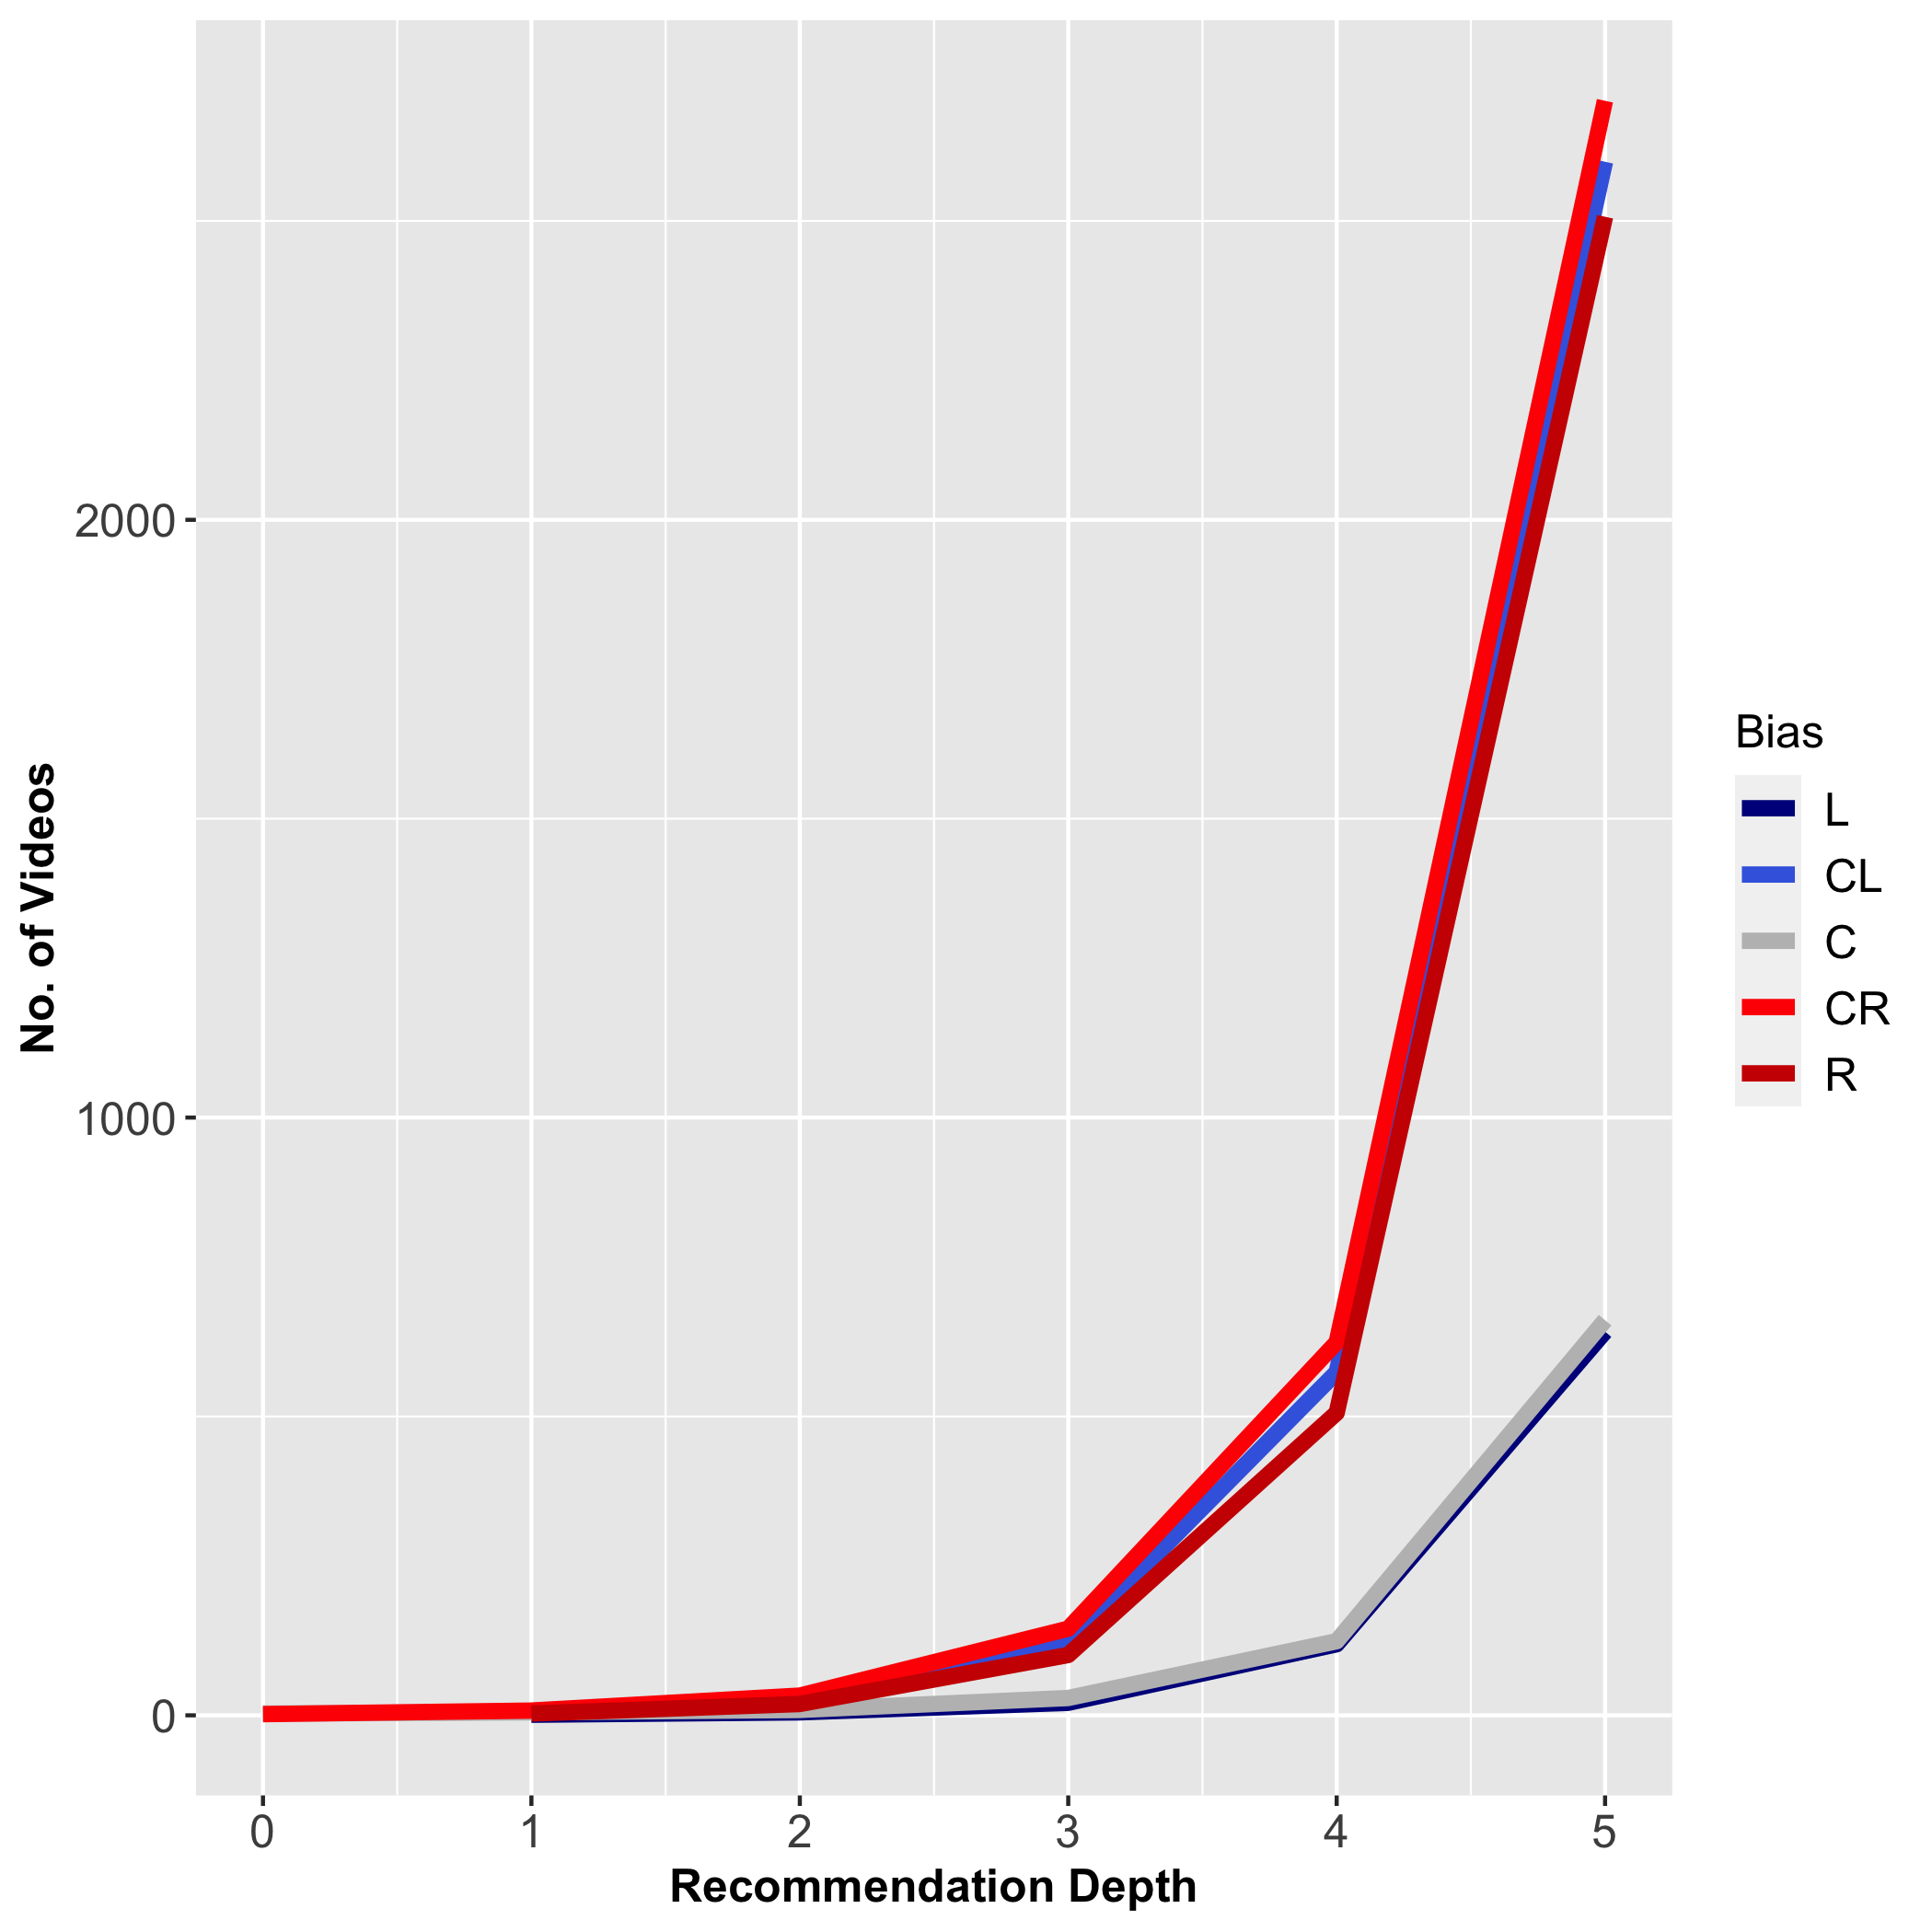 No. of Videos
2000
1000
0
0 1 2 3 4 5
Recommendation Depth
Bias
L
CL
C
CR
R